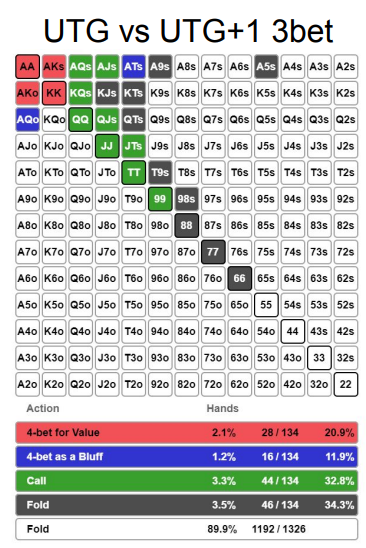 UTG vs UTG+1 3bet
AA AKs AQs AJs ATs A9s A8s A7s A6s A5s A4s A3s A2s
AKo KK KQs KJs KTs K9s K8s K7s K6s K5s K4s K3s K2s
AQo KQo QQ QJs QTs Q9s Q8s Q7s Q6s Q5s Q4s Q3s Q2s
AJo KJo QJo JJ JTs J9s J8s J7s J6s J5s J4s J3s J2s
ATo KTo QTo JTo TT T9s T8s T7s T6s T5s T4s T3s T2s
A9o K9o Q9o J9o T9o 99 98s 97s 96s 95s 94s 93s 92s
A8o K8o Q8o J8o T8o 98o 88 87s 86s 85s 84s 83s 82s
A7o K7o Q7o J7o T7o 97o 87o 77 76s 75s 74s 73s 72s
A6o K6o Q6o J6o T6o 96o 86o 76o 66 65s 64s 63s 62s
A5o K5o Q5o J5o T5o 95o 85o 75o 65o 55 54s 53s 52s
A4o K4o Q4o J4o T4o 94o 84o 74o 64o 54o 44 43s 42s
A3o K3o Q3o J3o T3o 93o 83o 73o 63o 53o 43o 33 32s
A2o K2o Q2o J2o T2o 92o 82o 72o 62o 52o 42o 32o 22
Action Hands
4-bet for Value 2.1% 28 / 134 20.9%
4-bet as a Bluff 1.2% 16 / 134 11.9%
Call 3.3% 44 / 134 32.8%
Fold 3.5% 46 / 134 34.3%
Fold 89.9% 1192 / 1326